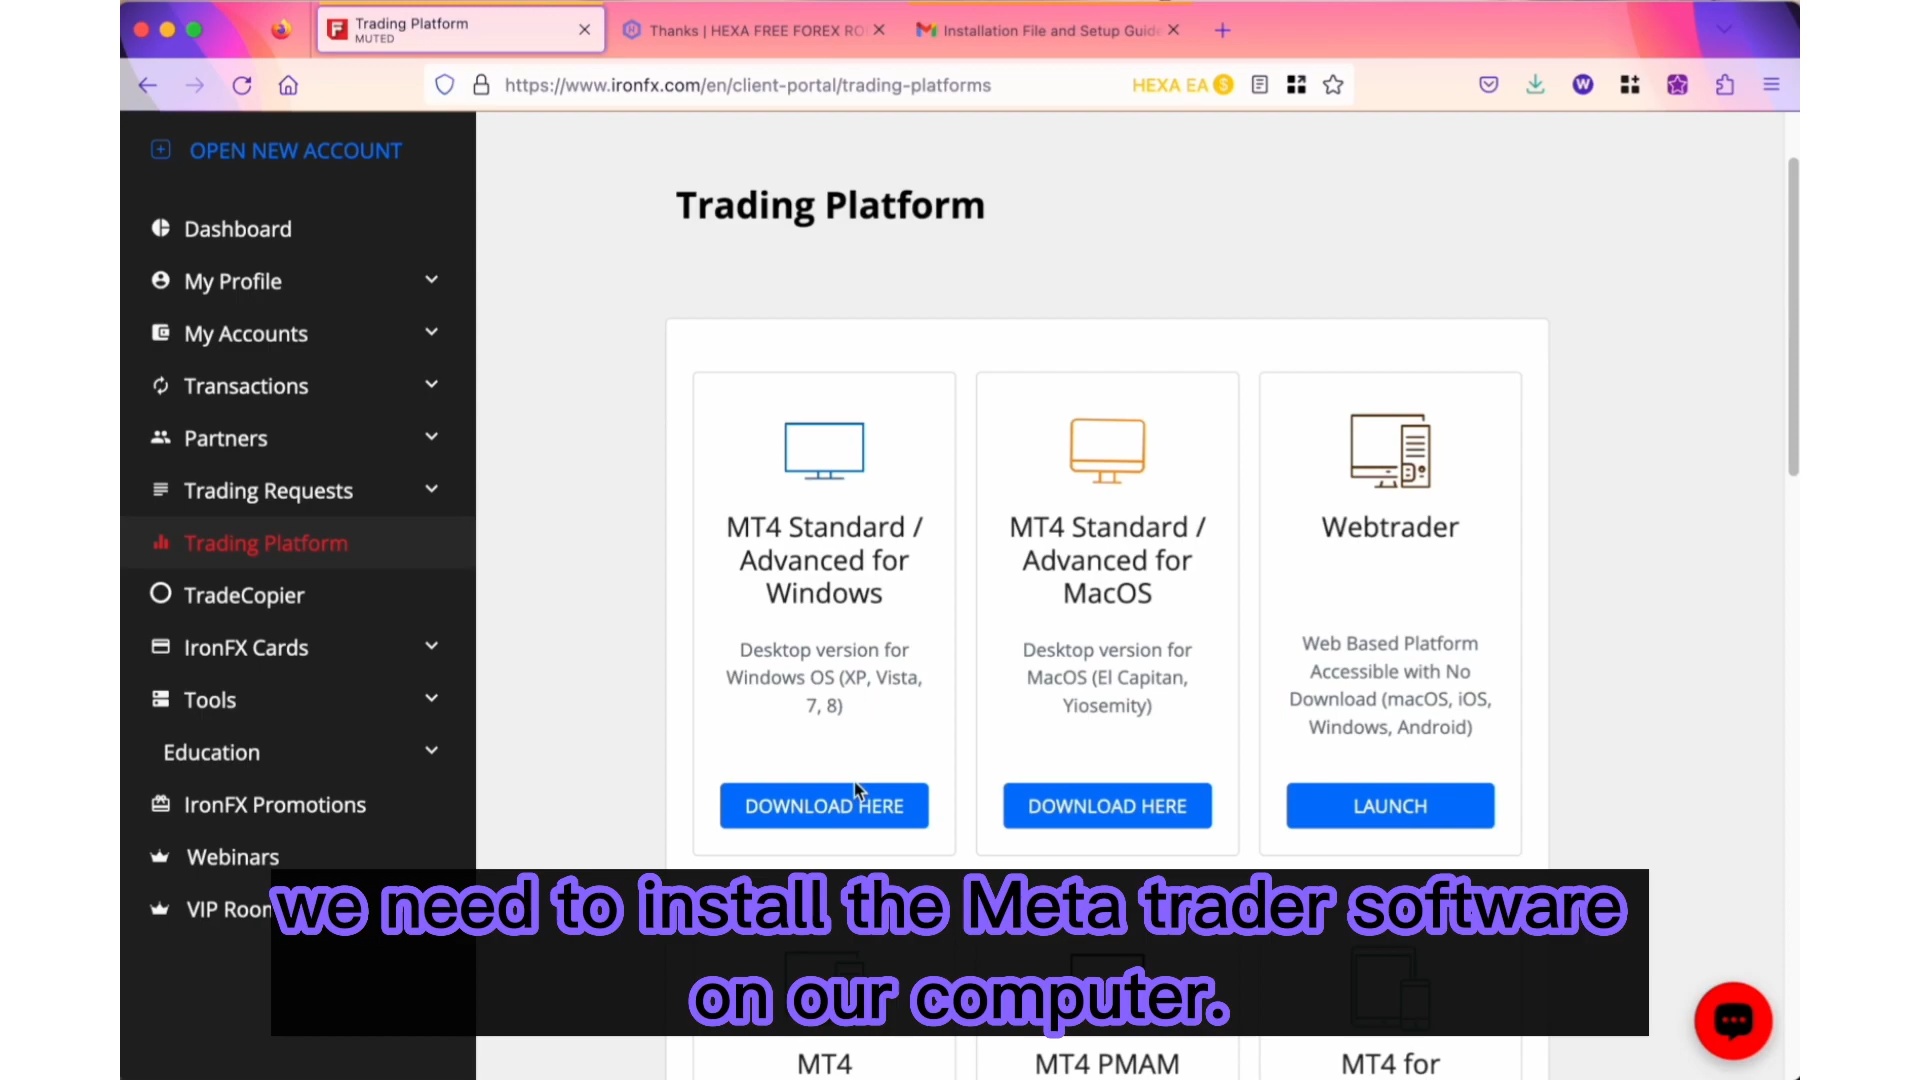 Trading Platform
MUTED
Thanks | HEXA FREE FOREX RO
Installation File and Setup Guide
https://www.ironfx.com/en/client-portal/trading-platforms
HEXA EA
W
OPEN NEW ACCOUNT
Dashboard
My Profile
My Accounts
Transactions
Partners
Trading Requests
Trading Platform
TradeCopier
IronFX Cards
Tools
Education
IronFX Promotions
Webinars
VIP Room
Trading Platform
MT4 Standard /
Advanced for
Windows
Desktop version for
Windows OS (XP, Vista,
7, 8)
DOWNLOAD HERE
MT4 Standard /
Advanced for
MacOS
Desktop version for
MacOS (El Capitan,
Yiosemity)
DOWNLOAD HERE
Webtrader
Web Based Platform
Accessible with No
Download (macOS, iOS,
Windows, Android)
LAUNCH
we need to install the Meta trader software
on our computer.
MT4
MT4 PMAM
MT4 for